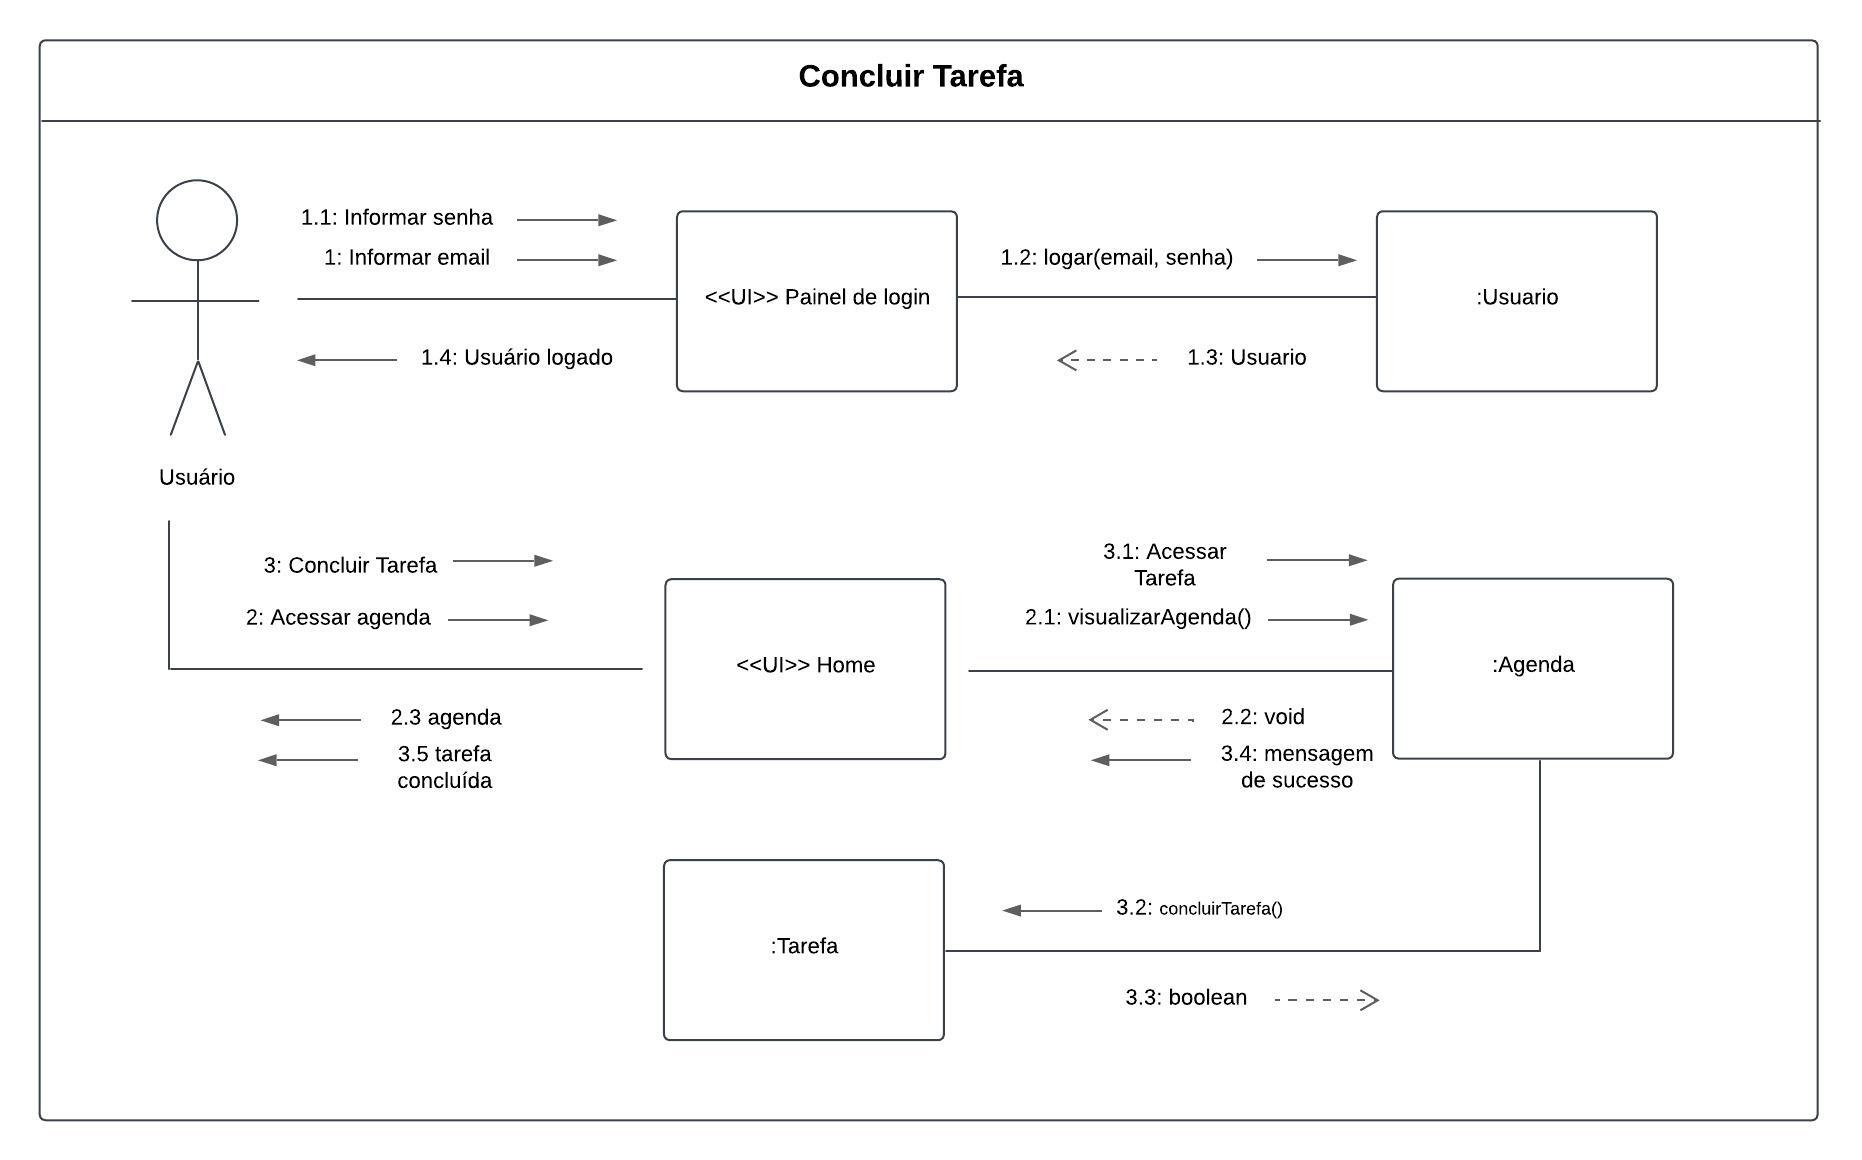 Concluir Tarefa
1.1: Informar senha
1: Informar email
1.2: logar(email, senha)
<<UI>> Painel de login
:Usuario
1.4: Usuário logado
1.3: Usuario
Usuário
3: Concluir Tarefa
3.1: Acessar
Tarefa
2: Acessar agenda
2.1: visualizarAgenda()
<<UI>> Home
:Agenda
2.3 agenda
2.2: void
3.5 tarefa
concluída
3.4: mensagem
de sucesso
3.2: concluirTarefa()
:Tarefa
3.3: boolean